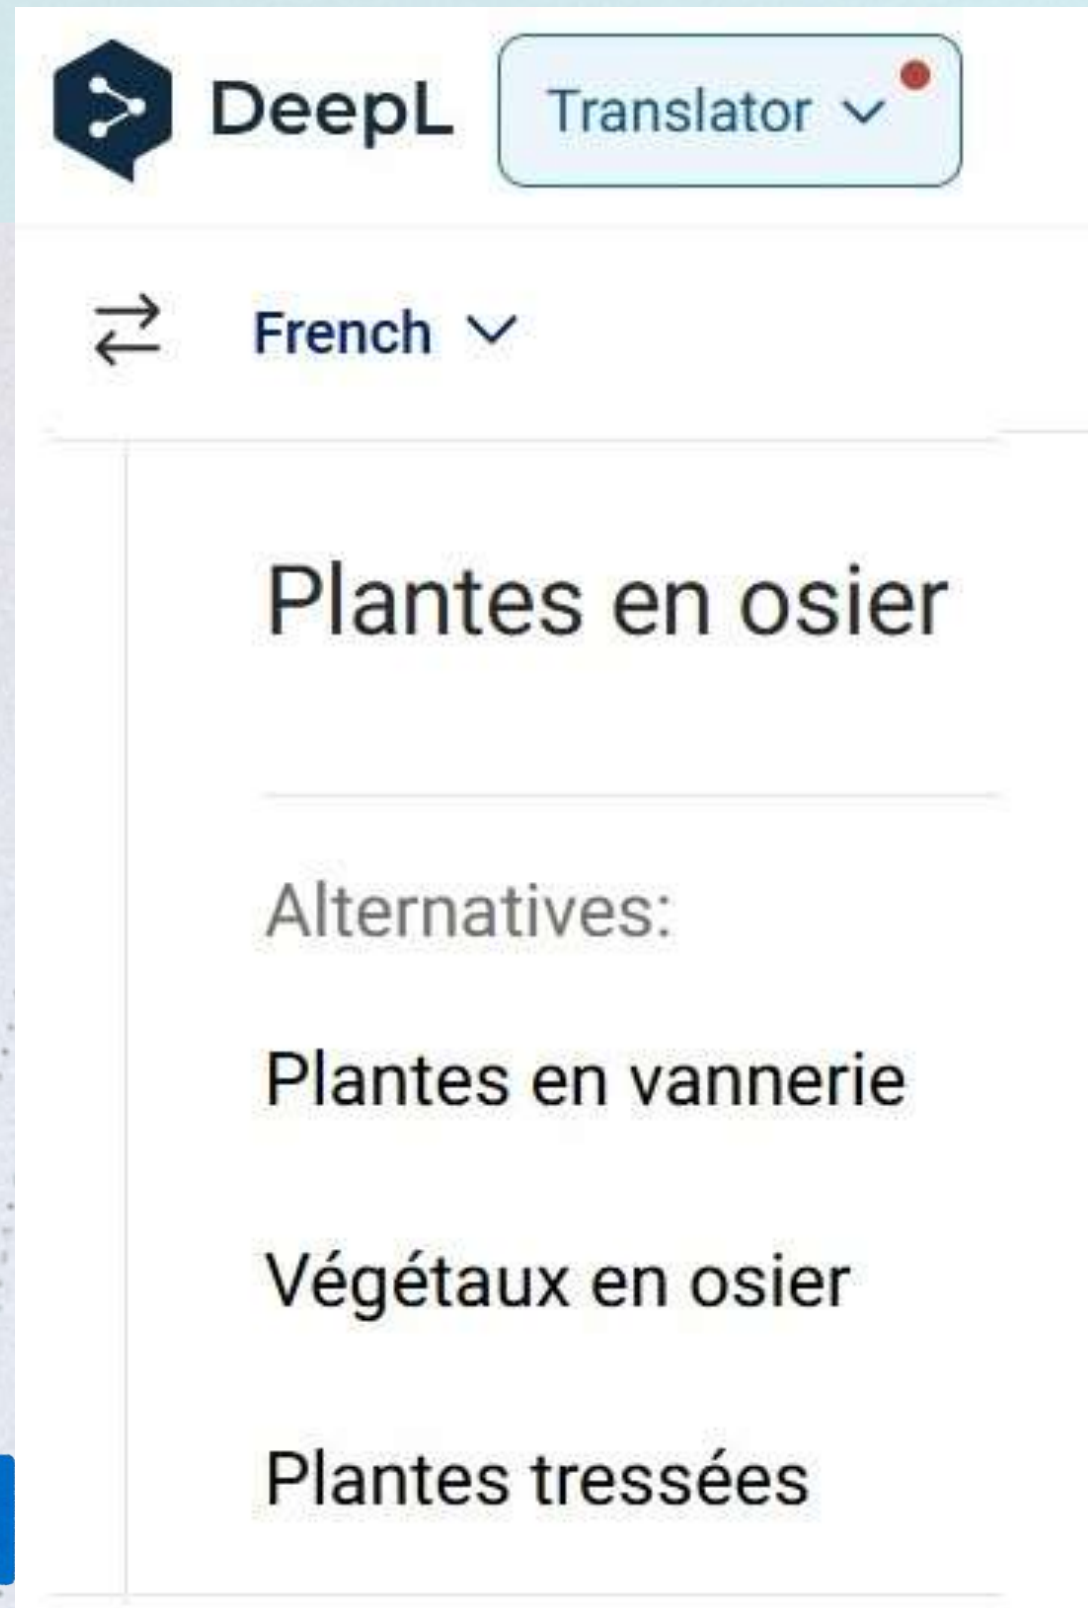 DeepL Translator
French
Plantes en osier
Alternatives:
Plantes en vannerie
Végétaux en osier
Plantes tressées